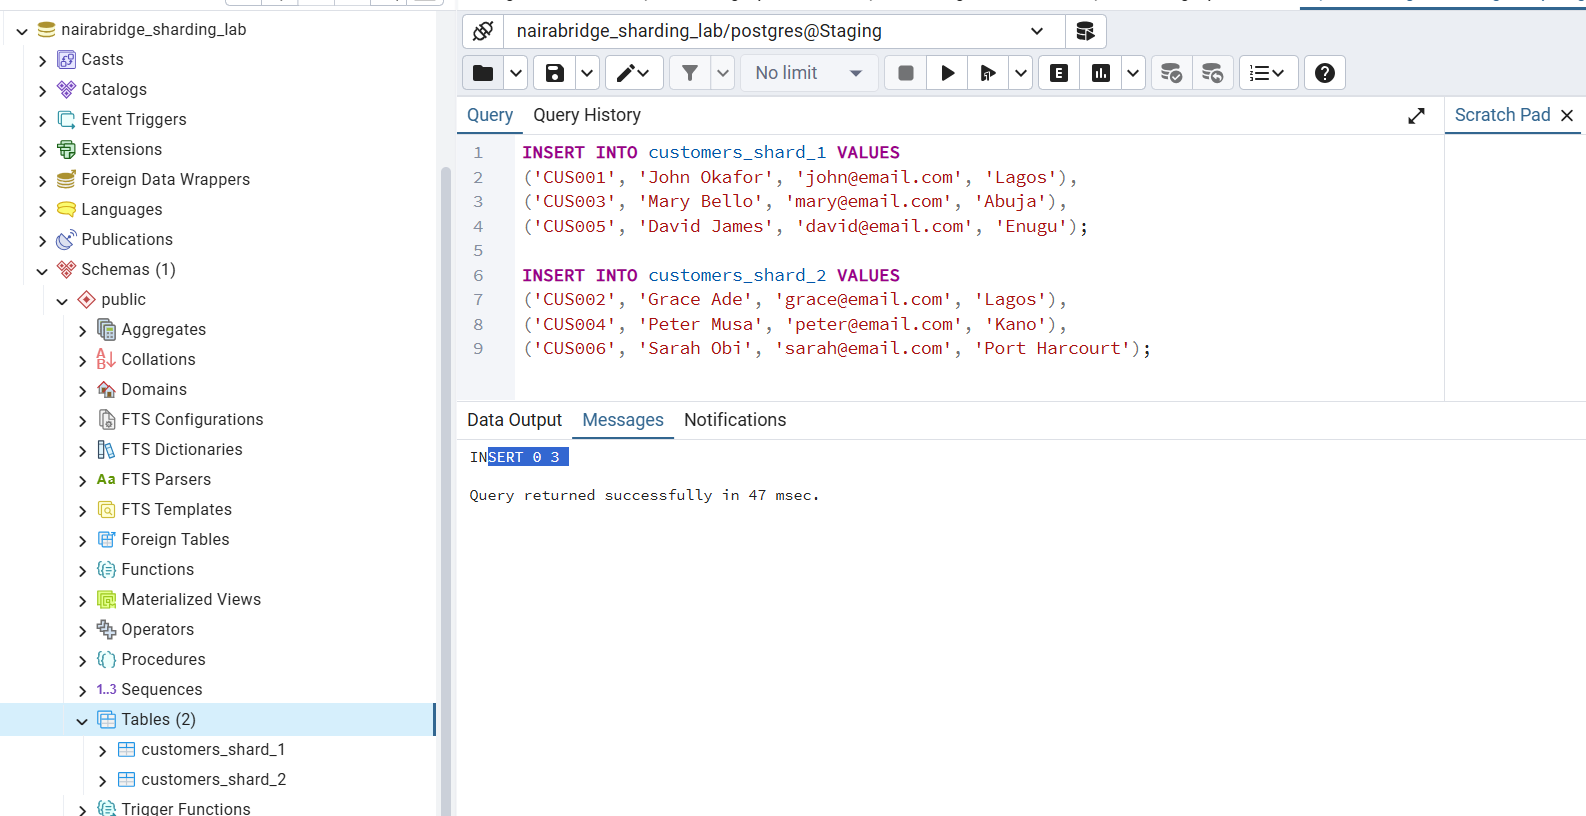 nairabridge_sharding_lab
Casts
Catalogs
Event Triggers
Extensions
Foreign Data Wrappers
Languages
Publications
Schemas (1)
public
Aggregates
Collations
Domains
FTS Configurations
FTS Dictionaries
Aa FTS Parsers
FTS Templates
Foreign Tables
Functions
Materialized Views
Operators
Procedures
1..3 Sequences
Tables (2)
customers_shard_1
customers_shard_2
Trigger Functions
nairabridge_sharding_lab/postgres@Staging
No limit
E
Query Query History
Scratch Pad
1 INSERT INTO customers_shard_1 VALUES
2 ('CUS001', 'John Okafor', 'john@email.com', 'Lagos'),
3 ('CUS003', 'Mary Bello', 'mary@email.com', 'Abuja'),
4 ('CUS005', 'David James', 'david@email.com', 'Enugu');
5
6 INSERT INTO customers_shard_2 VALUES
7 ('CUS002', 'Grace Ade', 'grace@email.com', 'Lagos'),
8 ('CUS004', 'Peter Musa', 'peter@email.com', 'Kano'),
9 ('CUS006', 'Sarah Obi', 'sarah@email.com', 'Port Harcourt');
Data Output Messages Notifications
INSERT 0 3
Query returned successfully in 47 msec.